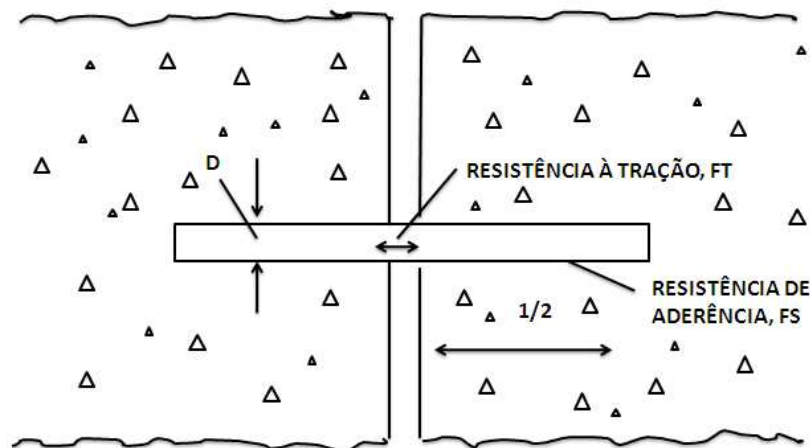 D
RESISTÊNCIA À TRAÇÃO, FT
RESISTÊNCIA DE
ADERÊNCIA, FS
1/2